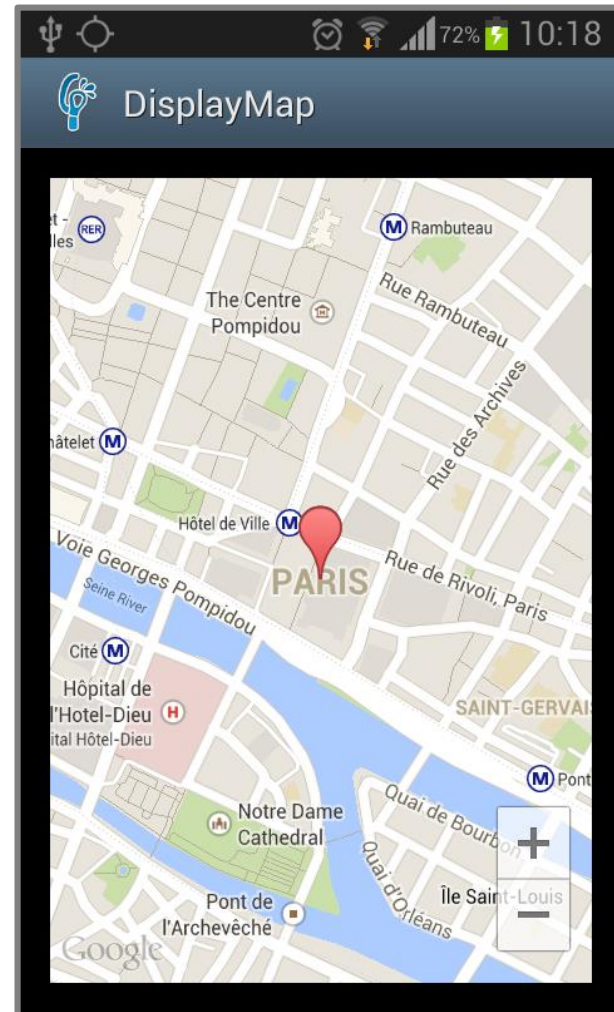 72% 10:18
DisplayMap
RER
M Rambuteau
Rue Rambuteau
The Centre
Pompidou
Rue des Archives
M
Hôtel de Ville M
PARIS
Rue de Rivoli, Paris
Voie Georges Pompidou
Seine River
Cité M
Hôpital de
l'Hotel-Dieu H
Hôtel-Dieu
SAINT-GERVAI
M Pont
Quai de Bourbon
Notre Dame
Cathedral
Quai d'Orléans
Île Saint-Louis
Pont de
l'Archevêché
Google